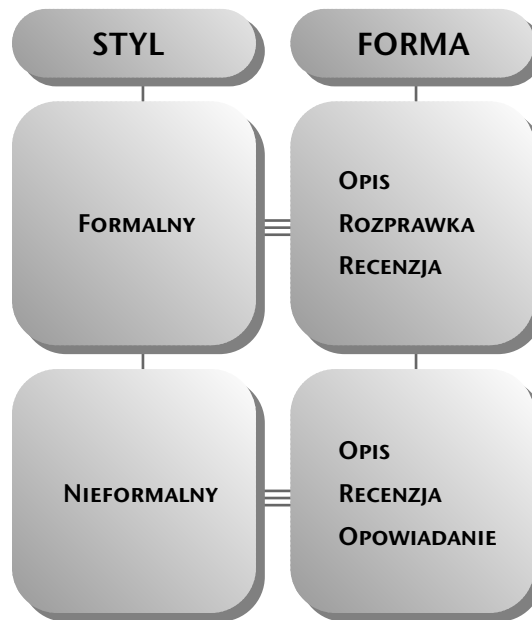 STYL
FORMA
FORMALNY
OPIS
ROZPRAWKA
RECENZJA
NIEFORMALNY
OPIS
RECENZJA
OPOWIADANIE